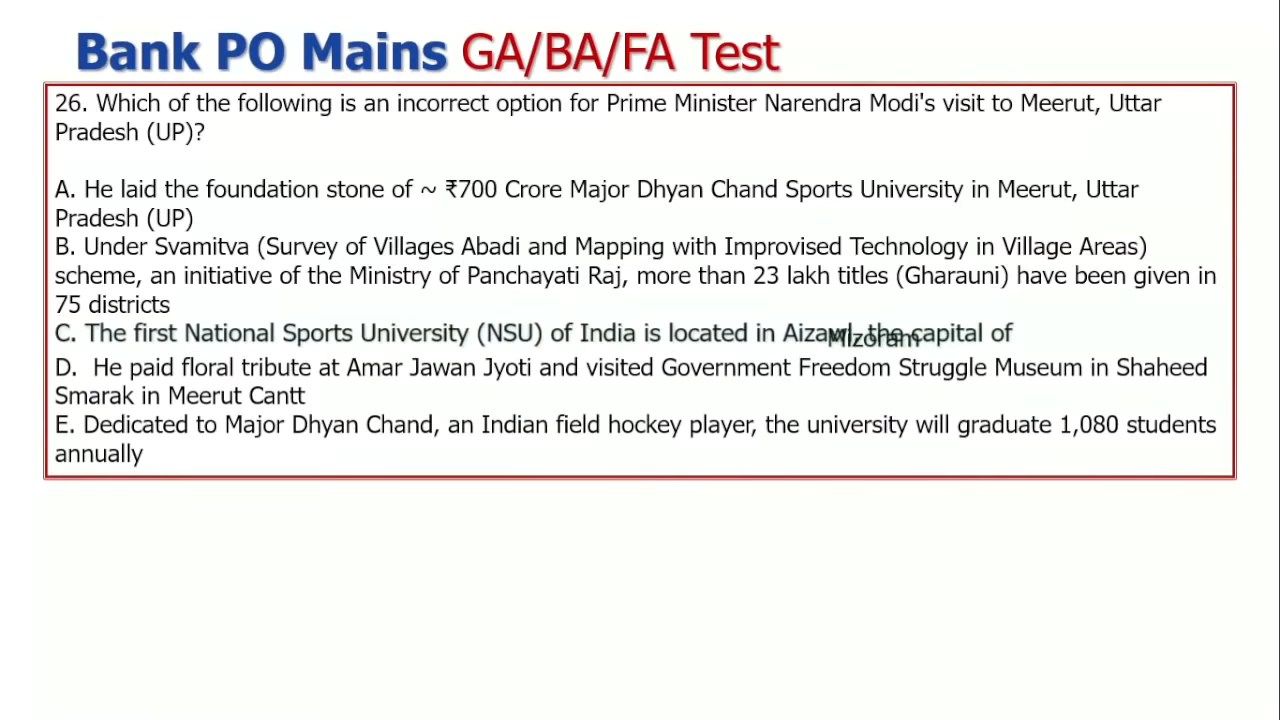 Bank PO Mains GA/BA/FA Test
26. Which of the following is an incorrect option for Prime Minister Narendra Modi's visit to Meerut, Uttar
Pradesh (UP)?
A. He laid the foundation stone of ~ ₹700 Crore Major Dhyan Chand Sports University in Meerut, Uttar
Pradesh (UP)
B. Under Svamitva (Survey of Villages Abadi and Mapping with Improvised Technology in Village Areas)
scheme, an initiative of the Ministry of Panchayati Raj, more than 23 lakh titles (Gharauni) have been given in
75 districts
C. The first National Sports University (NSU) of India is located in Aizawl, the capital of
Mizoram
D.  He paid floral tribute at Amar Jawan Jyoti and visited Government Freedom Struggle Museum in Shaheed
Smarak in Meerut Cantt
E. Dedicated to Major Dhyan Chand, an Indian field hockey player, the university will graduate 1,080 students
annually